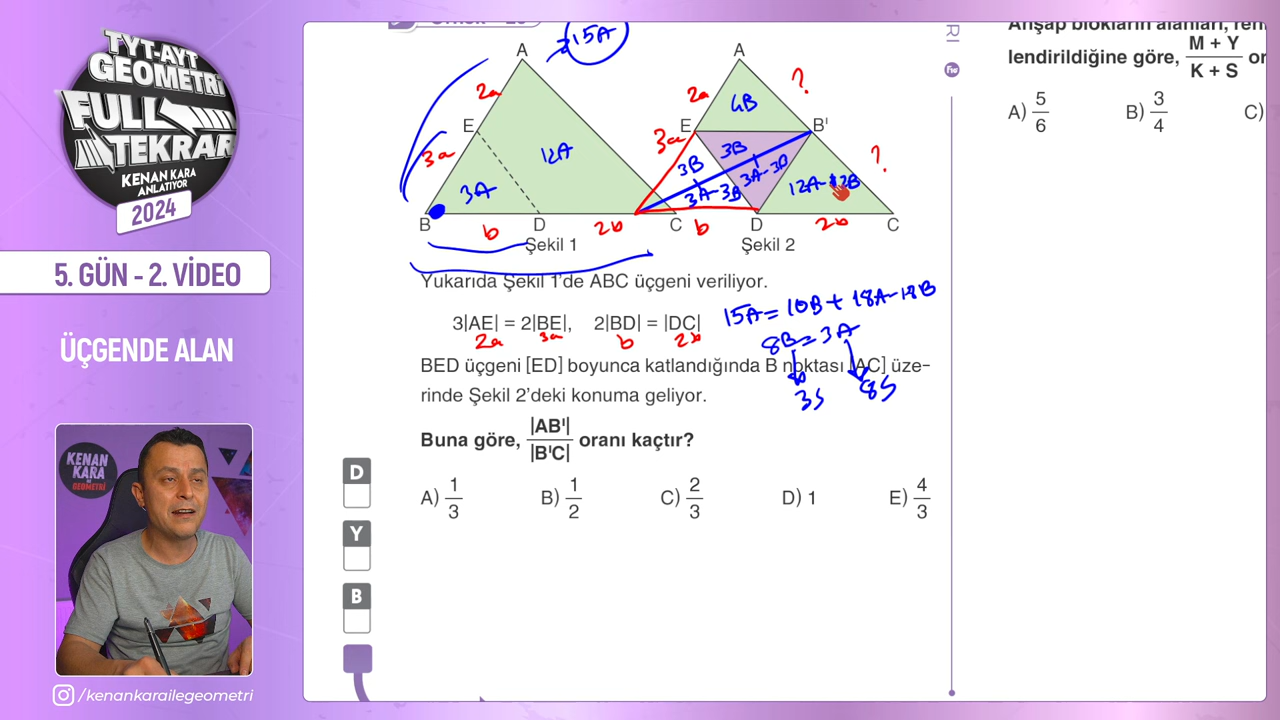 TYT-AYT
GEOMETRİ
FULL
TEKRAR
KENAN KARA
ANLATIYOR
2024
5. GÜN - 2. VİDEO
ÜÇGENDE ALAN
KENAN
KARA
GEOMETRİ
/kenankarailegeometri
15A
A
2a
E
3a
12A
3A
B
b
D
2b
C
Şekil 1
A
2a
4B
?
E
B'
3a
3B
3B
?
3A-3B
3A-3B
12A-12B
b
D
2b
C
Şekil 2
Yukarıda Şekil 1'de ABC üçgeni veriliyor.
3|AE| = 2|BE|, 2|BD| = |DC|
2a 3a b 2b
15A = 10B + 18A-18B
8B = 3A
3S 8S
BED üçgeni [ED] boyunca katlandığında B noktası [AC] üze-
rinde Şekil 2'deki konuma geliyor.
Buna göre, |AB'| / |B'C| oranı kaçtır?
A) 1/3 B) 1/2 C) 2/3 D) 1 E) 4/3
D
Y
B
RI
lendirildiğine göre, M + Y / K + S
A) 5/6 B) 3/4 C)